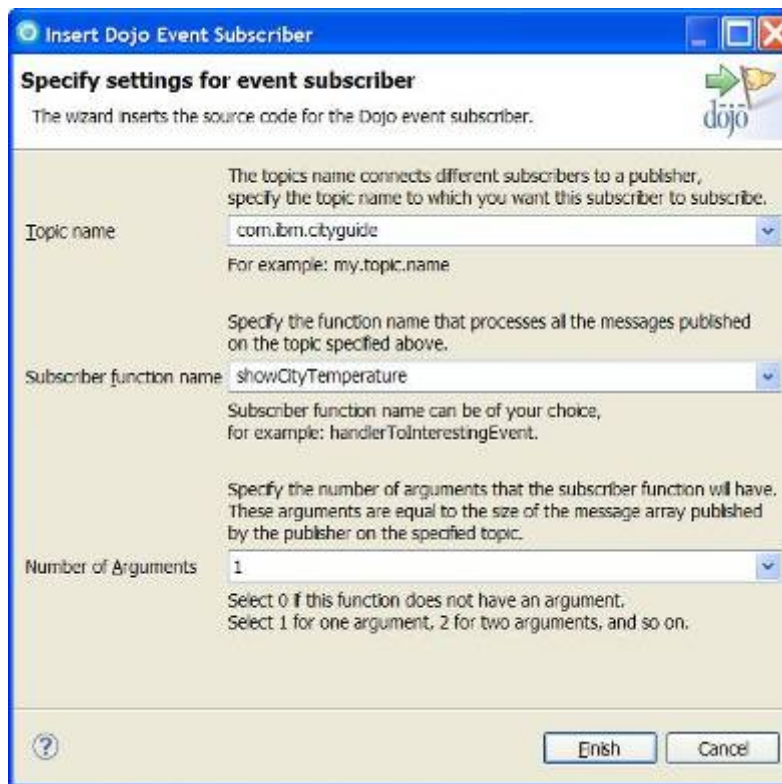 Insert Dojo Event Subscriber
Specify settings for event subscriber
The wizard inserts the source code for the Dojo event subscriber.
dōjō
The topics name connects different subscribers to a publisher,
specify the topic name to which you want this subscriber to subscribe.
Topic name
com.ibm.cityguide
For example: my.topic.name
Specify the function name that processes all the messages published
on the topic specified above.
Subscriber function name
showCityTemperature
Subscriber function name can be of your choice,
for example: handlerToInterestingEvent.
Specify the number of arguments that the subscriber function will have.
These arguments are equal to the size of the message array published
by the publisher on the specified topic.
Number of Arguments
1
Select 0 if this function does not have an argument.
Select 1 for one argument, 2 for two arguments, and so on.
?
Finish
Cancel